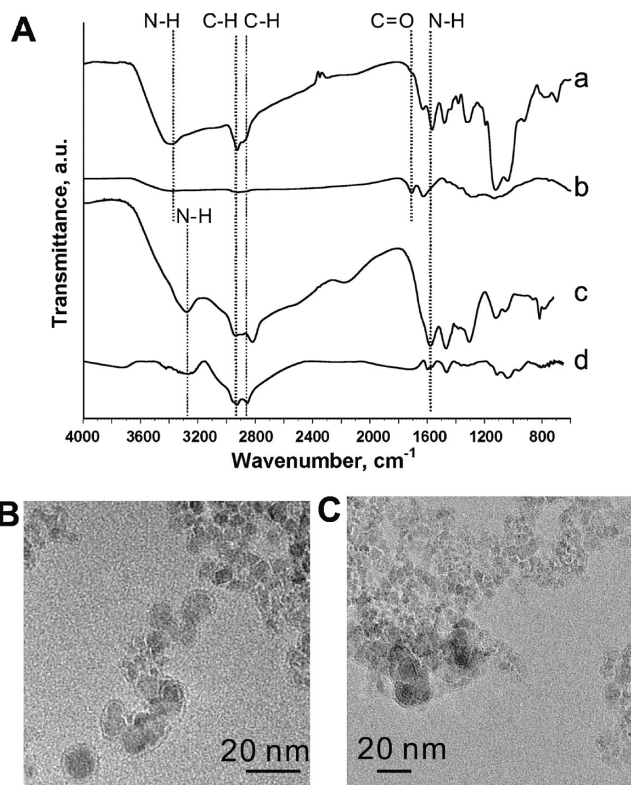 A
N-H
C-H
C-H
C=O
N-H
a
b
N-H
c
d
Transmittance, a.u.
4000
3600
3200
2800
2400
2000
1600
1200
800
Wavenumber, cm-1
B
20 nm
C
20 nm